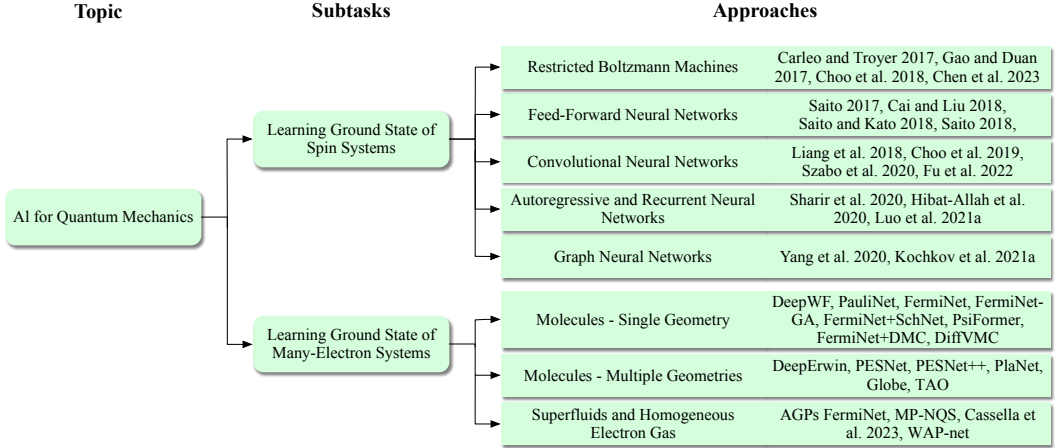 Topic
Subtasks
Approaches
AI for Quantum Mechanics
Learning Ground State of
Spin Systems
Restricted Boltzmann Machines
Carleo and Troyer 2017, Gao and Duan
2017, Choo et al. 2018, Chen et al. 2023
Feed-Forward Neural Networks
Saito 2017, Cai and Liu 2018,
Saito and Kato 2018, Saito 2018,
Convolutional Neural Networks
Liang et al. 2018, Choo et al. 2019,
Szabo et al. 2020, Fu et al. 2022
Autoregressive and Recurrent Neural
Networks
Sharir et al. 2020, Hibat-Allah et al.
2020, Luo et al. 2021a
Graph Neural Networks
Yang et al. 2020, Kochkov et al. 2021a
Learning Ground State of
Many-Electron Systems
Molecules - Single Geometry
DeepWF, PauliNet, FermiNet, FermiNet-
GA, FermiNet+SchNet, PsiFormer,
FermiNet+DMC, DiffVMC
Molecules - Multiple Geometries
DeepErwin, PESNet, PESNet++, PlaNet,
Globe, TAO
Superfluids and Homogeneous
Electron Gas
AGPs FermiNet, MP-NQS, Cassella et
al. 2023, WAP-net